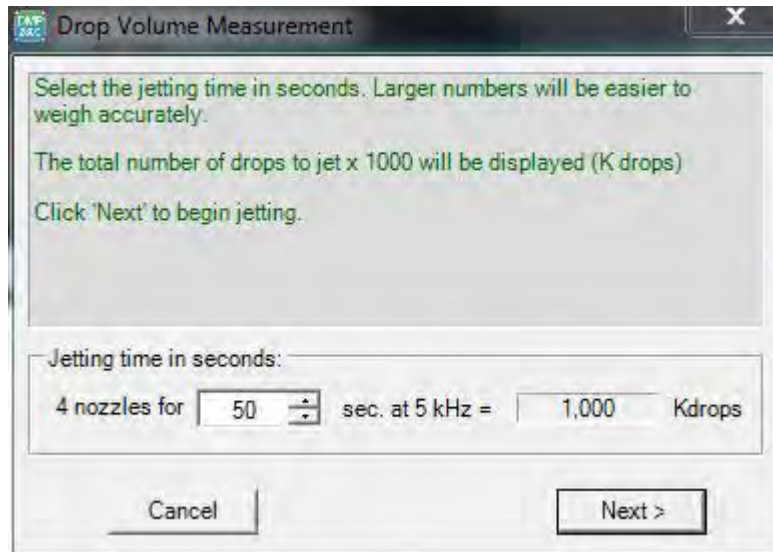 Drop Volume Measurement
X
Select the jetting time in seconds. Larger numbers will be easier to
weigh accurately.
The total number of drops to jet x 1000 will be displayed (K drops)
Click 'Next' to begin jetting.
Jetting time in seconds:
4 nozzles for 50 sec. at 5 kHz = 1,000 Kdrops
Cancel Next >